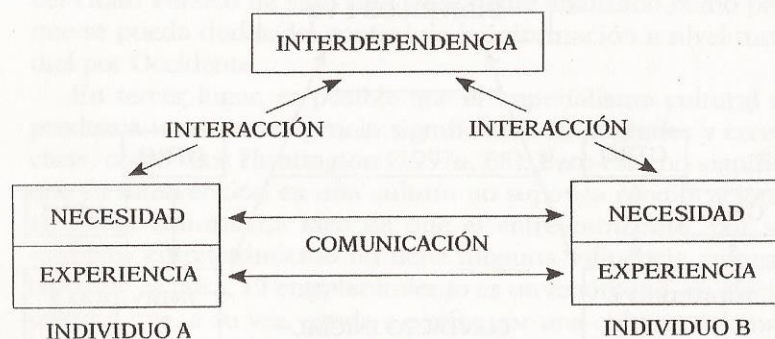 INTERDEPENDENCIA
INTERACCIÓN INTERACCIÓN
NECESIDAD NECESIDAD
COMUNICACIÓN
EXPERIENCIA EXPERIENCIA
INDIVIDUO A INDIVIDUO B